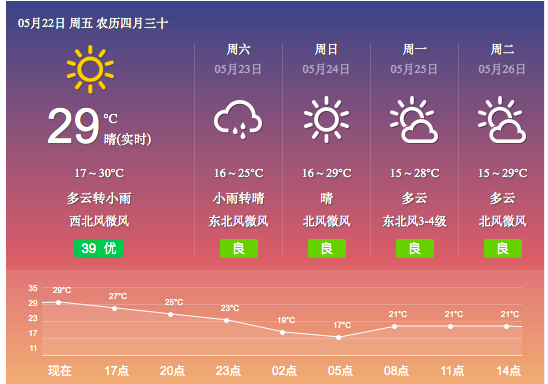 05月22日 周五 农历四月三十
29 °C
晴(实时)
17～30°C
多云转小雨
西北风微风
39 优
周六
05月23日
16～25°C
小雨转晴
东北风微风
良
周日
05月24日
16～29°C
晴
北风微风
良
周一
05月25日
15～28°C
多云
东北风3-4级
良
周二
05月26日
15～29°C
多云
北风微风
良
35
29
23
17
11
29°C 27°C 25°C 23°C 19°C 17°C 21°C 21°C 21°C
现在 17点 20点 23点 02点 05点 08点 11点 14点